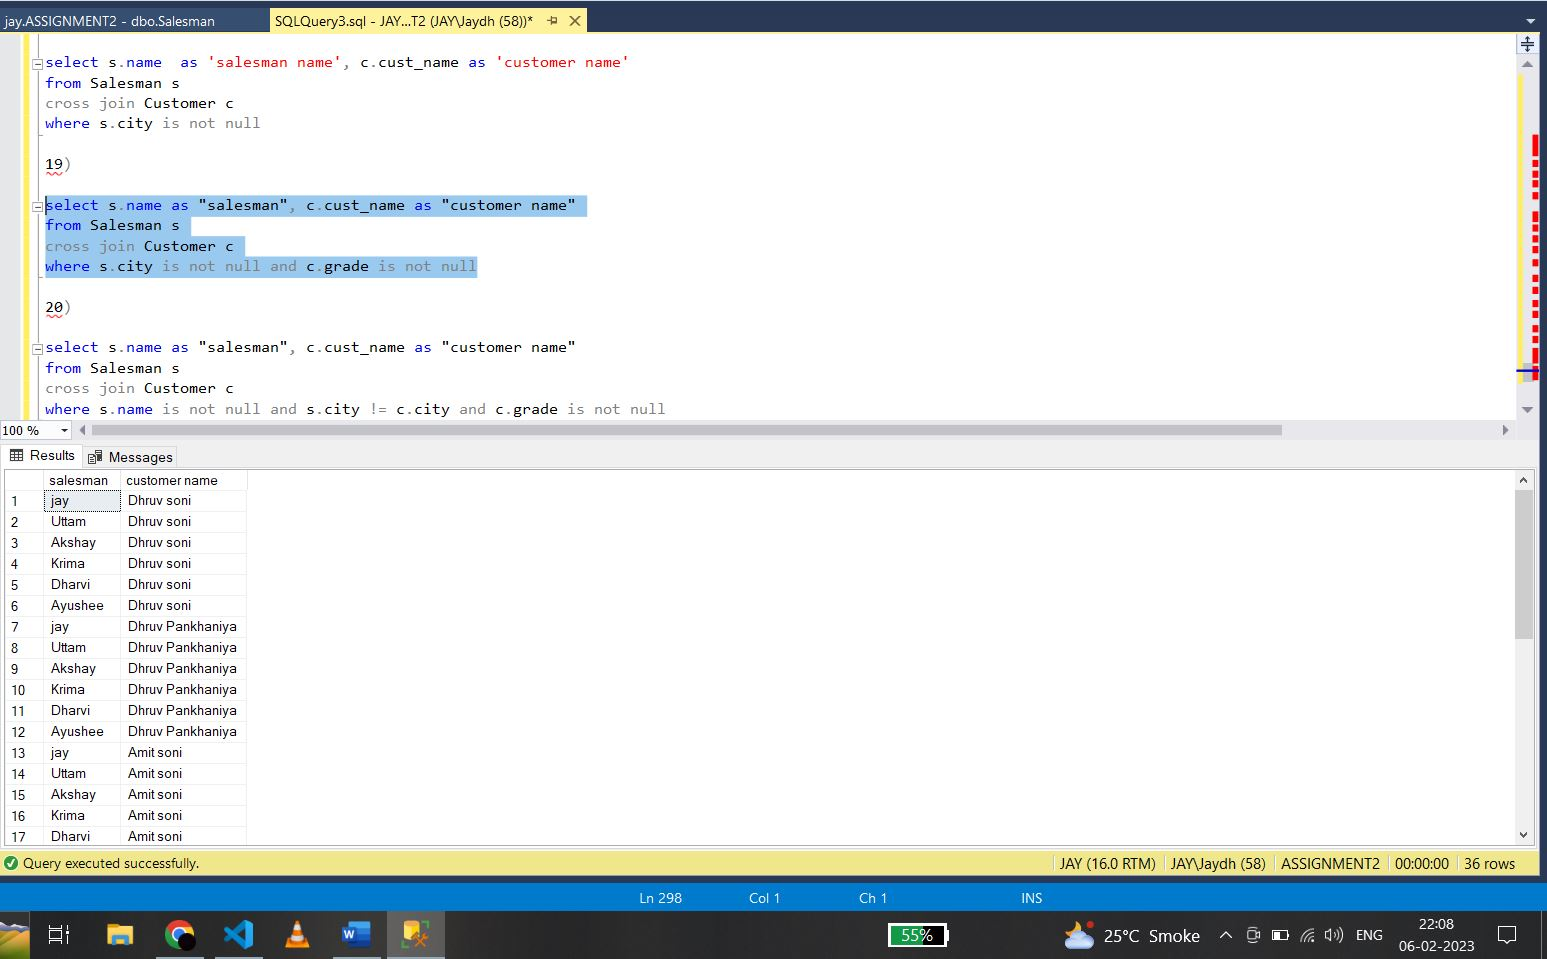 jay.ASSIGNMENT2 - dbo.Salesman
SQLQuery3.sql - JAY...T2 (JAY\Jaydh (58))*
select s.name  as 'salesman name', c.cust_name as 'customer name'
from Salesman s
cross join Customer c
where s.city is not null
19)
select s.name as "salesman", c.cust_name as "customer name"
from Salesman s
cross join Customer c
where s.city is not null and c.grade is not null
20)
select s.name as "salesman", c.cust_name as "customer name"
from Salesman s
cross join Customer c
where s.name is not null and s.city != c.city and c.grade is not null
100 %
Results Messages
salesman customer name
1 jay Dhruv soni
2 Uttam Dhruv soni
3 Akshay Dhruv soni
4 Krima Dhruv soni
5 Dharvi Dhruv soni
6 Ayushee Dhruv soni
7 jay Dhruv Pankhaniya
8 Uttam Dhruv Pankhaniya
9 Akshay Dhruv Pankhaniya
10 Krima Dhruv Pankhaniya
11 Dharvi Dhruv Pankhaniya
12 Ayushee Dhruv Pankhaniya
13 jay Amit soni
14 Uttam Amit soni
15 Akshay Amit soni
16 Krima Amit soni
17 Dharvi Amit soni
Query executed successfully. JAY (16.0 RTM) JAY\Jaydh (58) ASSIGNMENT2 00:00:00 36 rows
Ln 298 Col 1 Ch 1 INS
55% 25°C Smoke ENG 22:08
06-02-2023